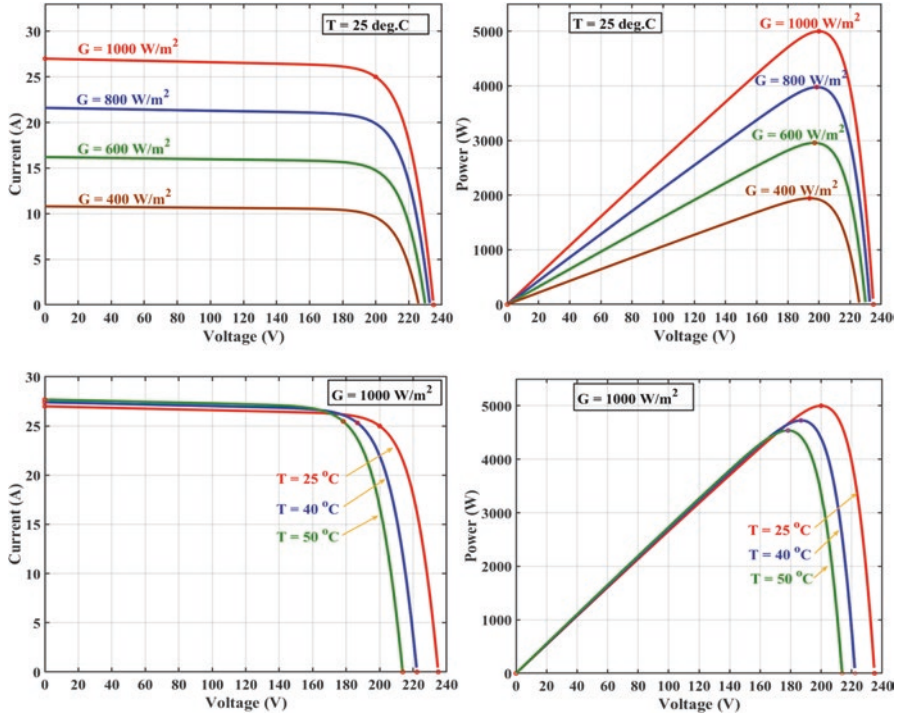 T = 25 deg.C
G = 1000 W/m²
G = 800 W/m²
G = 600 W/m²
G = 400 W/m²
Current (A)
30
25
20
15
10
5
0
0 20 40 60 80 100 120 140 160 180 200 220 240
Voltage (V)
T = 25 deg.C
G = 1000 W/m²
G = 800 W/m²
G = 600 W/m²
G = 400 W/m²
Power (W)
5000
4000
3000
2000
1000
0
0 20 40 60 80 100 120 140 160 180 200 220 240
Voltage (V)
G = 1000 W/m²
T = 25 °C
T = 40 °C
T = 50 °C
Current (A)
30
25
20
15
10
5
0
0 20 40 60 80 100 120 140 160 180 200 220 240
Voltage (V)
G = 1000 W/m²
T = 25 °C
T = 40 °C
T = 50 °C
Power (W)
5000
4000
3000
2000
1000
0
0 20 40 60 80 100 120 140 160 180 200 220 240
Voltage (V)